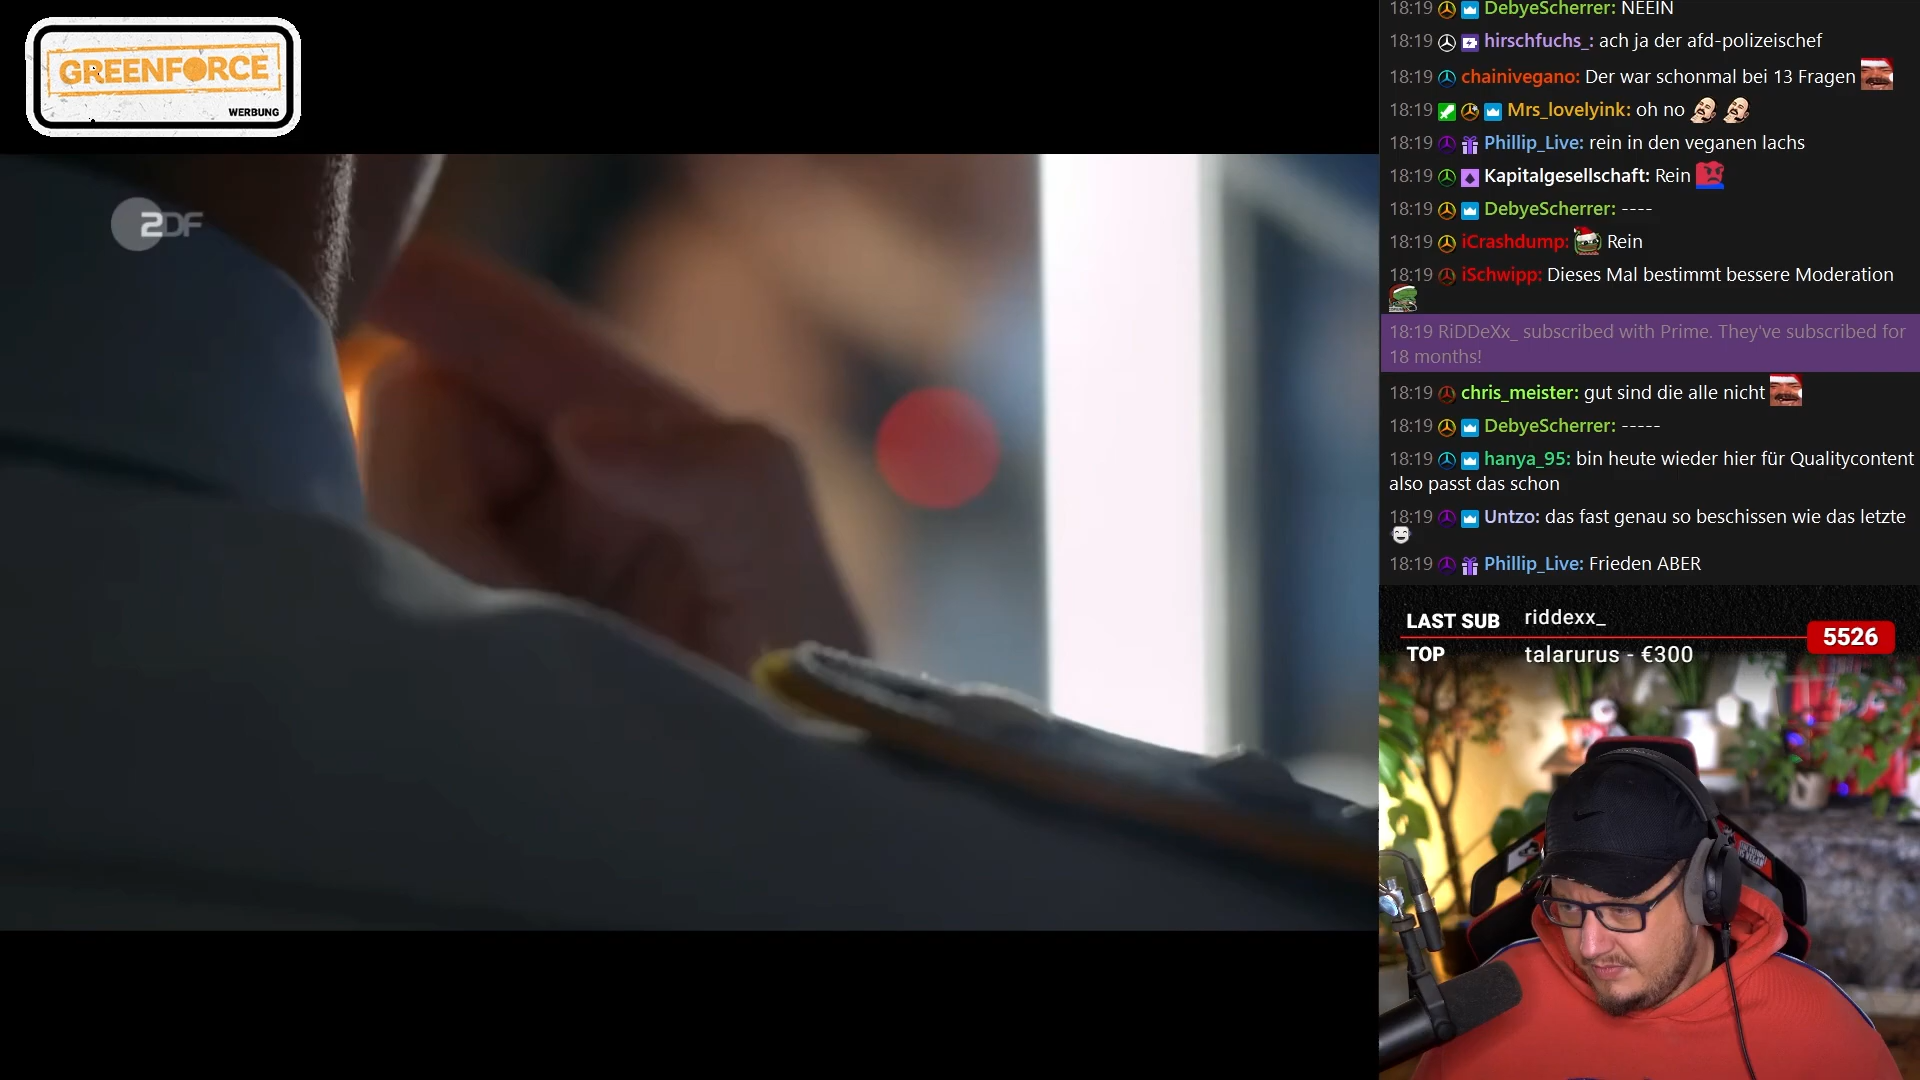 GREENFORCE
WERBUNG
ZDF
18:19 DebyeScherrer: NEEIN
18:19 hirschfuchs_: ach ja der afd-polizeischef
18:19 chainivegano: Der war schonmal bei 13 Fragen
18:19 Mrs_lovelyink: oh no
18:19 Phillip_Live: rein in den veganen lachs
18:19 Kapitalgesellschaft: Rein
18:19 DebyeScherrer: ----
18:19 iCrashdump: Rein
18:19 iSchwipp: Dieses Mal bestimmt bessere Moderation
18:19 RiDDeXx_ subscribed with Prime. They've subscribed for
18 months!
18:19 chris_meister: gut sind die alle nicht
18:19 DebyeScherrer: -----
18:19 hanya_95: bin heute wieder hier für Qualitycontent
also passt das schon
18:19 Untzo: das fast genau so beschissen wie das letzte
18:19 Phillip_Live: Frieden ABER
LAST SUB riddexx_
5526
TOP talarurus - €300